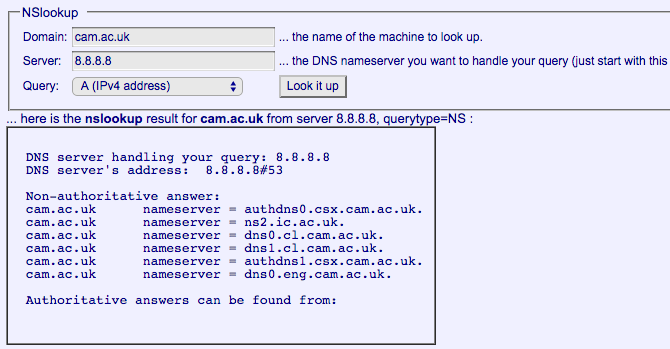 NSlookup
Domain: cam.ac.uk ... the name of the machine to look up.
Server: 8.8.8.8 ... the DNS nameserver you want to handle your query (just start with this
Query: A (IPv4 address) Look it up
... here is the nslookup result for cam.ac.uk from server 8.8.8.8, querytype=NS :
DNS server handling your query: 8.8.8.8
DNS server's address:  8.8.8.8#53
Non-authoritative answer:
cam.ac.uk      nameserver = authdns0.csx.cam.ac.uk.
cam.ac.uk      nameserver = ns2.ic.ac.uk.
cam.ac.uk      nameserver = dns0.cl.cam.ac.uk.
cam.ac.uk      nameserver = dns1.cl.cam.ac.uk.
cam.ac.uk      nameserver = authdns1.csx.cam.ac.uk.
cam.ac.uk      nameserver = dns0.eng.cam.ac.uk.
Authoritative answers can be found from: